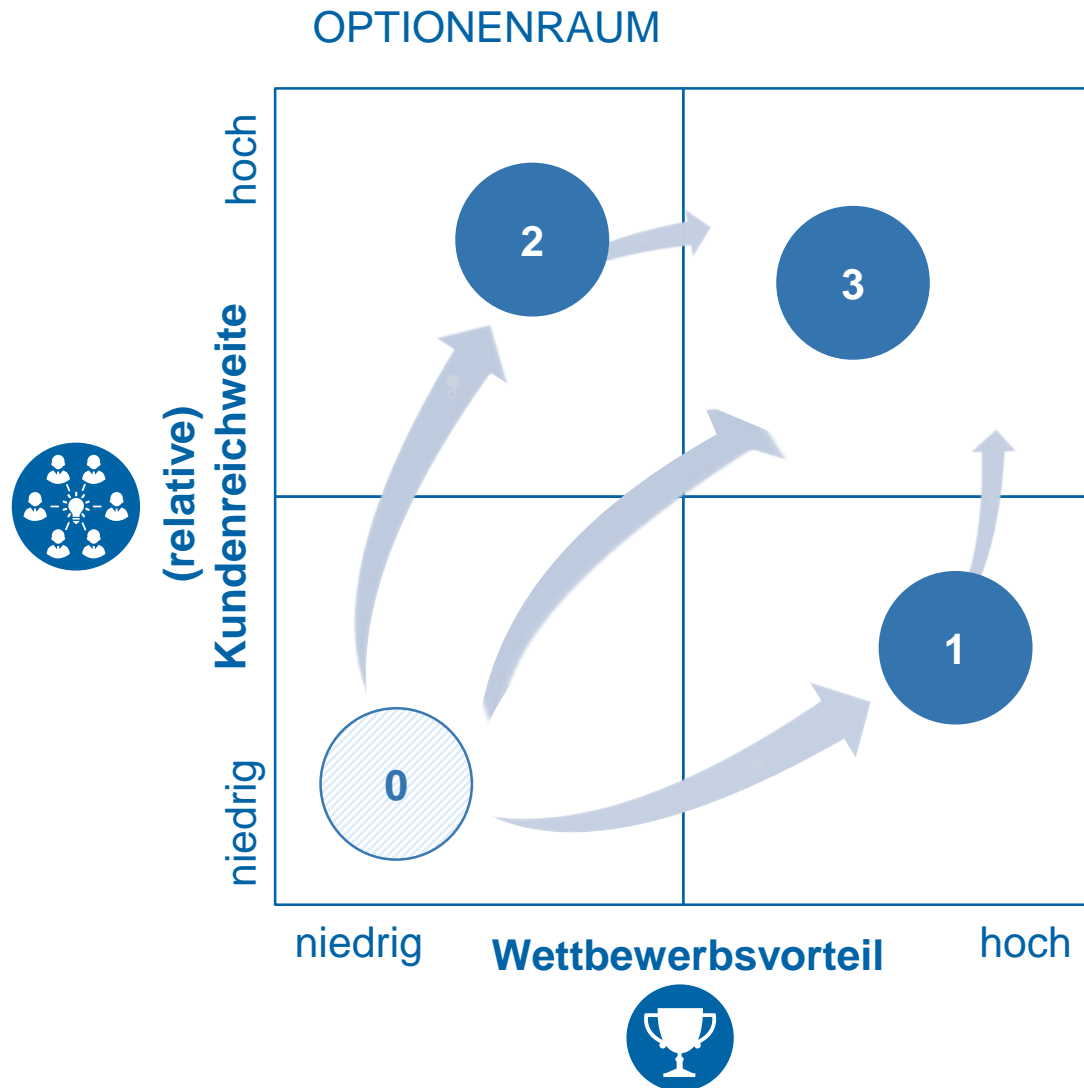 OPTIONENRAUM
hoch
(relative)
Kundenreichweite
niedrig
2
3
1
0
niedrig
Wettbewerbsvorteil
hoch